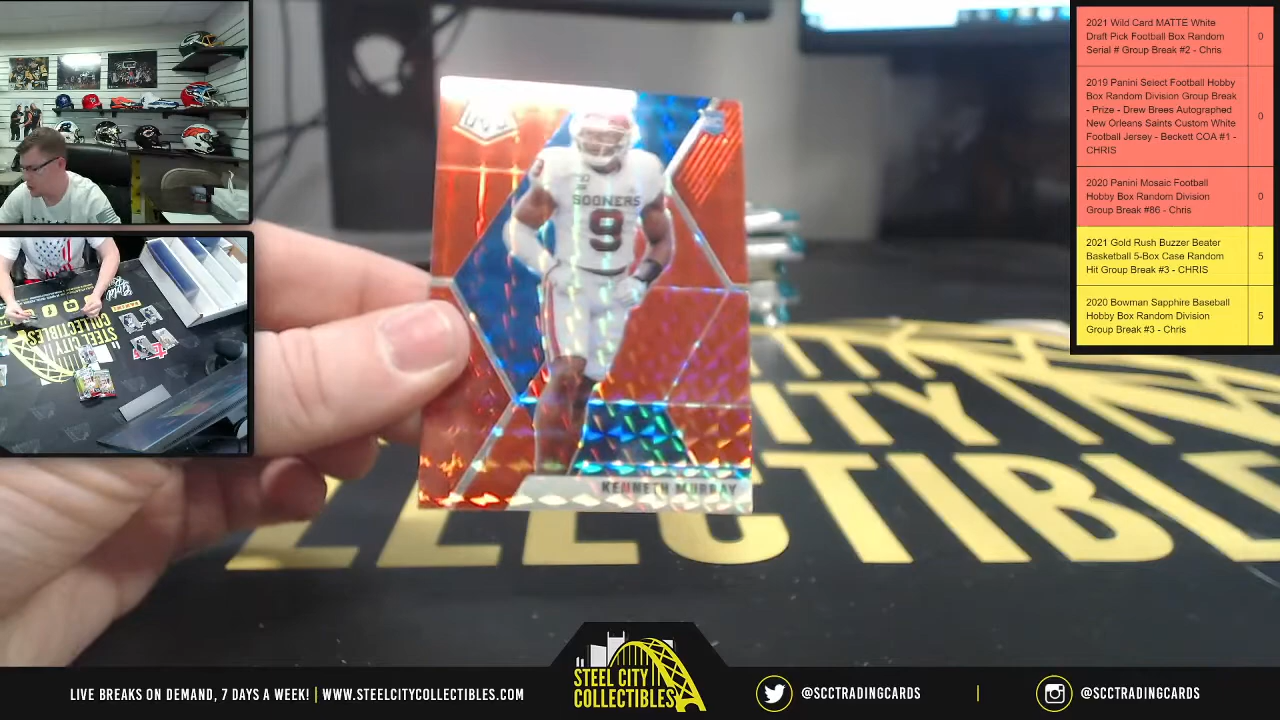 SOONERS
9
KENNETH MURRAY
CITY
LECTIBLE
CITY
COLLECTIBLES
2021 Wild Card MATTE White
Draft Pick Football Box Random
Serial # Group Break #2 - Chris
0
2019 Panini Select Football Hobby
Box Random Division Group Break
- Prize - Drew Brees Autographed
New Orleans Saints Custom White
Football Jersey - Beckett COA #1 -
CHRIS
0
2020 Panini Mosaic Football
Hobby Box Random Division
Group Break #86 - Chris
0
2021 Gold Rush Buzzer Beater
Basketball 5-Box Case Random
Hit Group Break #3 - CHRIS
5
2020 Bowman Sapphire Baseball
Hobby Box Random Division
Group Break #3 - Chris
5
LIVE BREAKS ON DEMAND, 7 DAYS A WEEK! | WWW.STEELCITYCOLLECTIBLES.COM
STEEL CITY
COLLECTIBLES
@SCCTRADINGCARDS
|
@SCCTRADINGCARDS